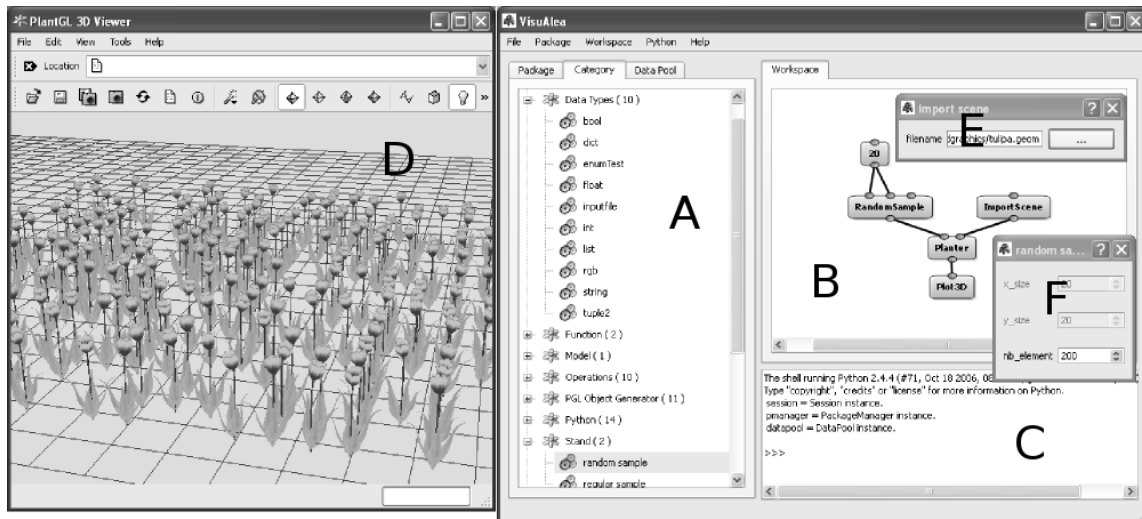 PlantGL 3D Viewer
File Edit View Tools Help
Location
»
D
VisuAlea
File Package Workspace Python Help
Package Category Data Pool
Data Types ( 10 )
bool
dict
enumTest
float
inputfile
int
list
rgb
string
tuple2
Function ( 2 )
Model ( 1 )
Operations ( 10 )
PGL Object Generator ( 11 )
Python ( 14 )
Stand ( 2 )
random sample
regular sample
A
Workspace
import scene
filename /graphics/tulipa.geom ...
E
2D
RandomSample ImportScene
Planter
Plot3D
B
random sa...
x_size 20
y_size 20
nb_element 200
F
The shell running Python 2.4.4 (#71, Oct 18 2006, 08
Type "copyright", "credits" or "license" for more information on Python.
session = Session instance.
pmanager = PackageManager instance.
datapool = DataPool instance.
>>>
C